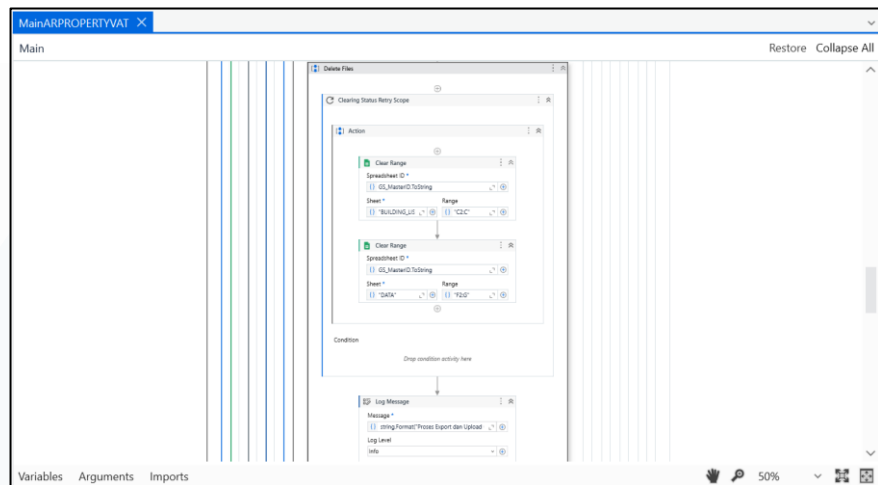 MainARPROPERTYVAT
Main Restore Collapse All
Delete Files
Clearing Status Retry Scope
Action
Clear Range
Spreadsheet ID *
GS_MasterID.ToString
Sheet * Range
"BUILDING_LIS "C2:C"
Clear Range
Spreadsheet ID *
GS_MasterID.ToString
Sheet * Range
"DATA" "F2:G"
Condition
Drop condition activity here
Log Message
Message *
string.Format("Proses Export dan Upload
Log Level
Info
Variables Arguments Imports 50%